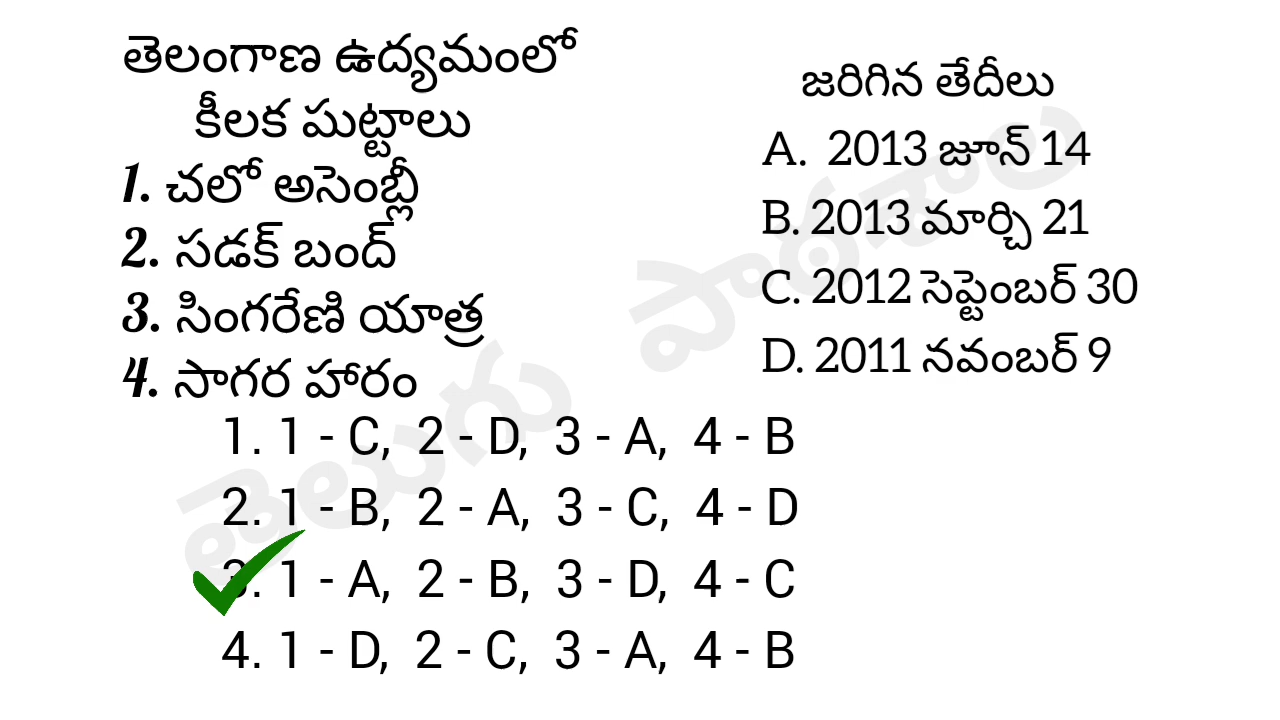 తెలంగాణ ఉద్యమంలో
కీలక ఘట్టాలు
1. చలో అసెంబ్లీ
2. సడక్ బంద్
3. సింగరేణి యాత్ర
4. సాగర హారం
జరిగిన తేదీలు
A. 2013 జూన్ 14
B. 2013 మార్చి 21
C. 2012 సెప్టెంబర్ 30
D. 2011 నవంబర్ 9
1. 1 - C, 2 - D, 3 - A, 4 - B
2. 1 - B, 2 - A, 3 - C, 4 - D
3. 1 - A, 2 - B, 3 - D, 4 - C
4. 1 - D, 2 - C, 3 - A, 4 - B
తెలుగు పాఠశాల